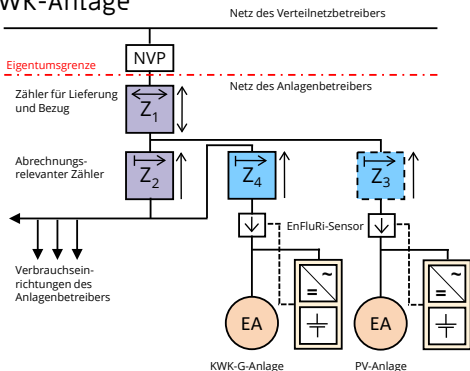 WK-Anlage
Netz des Verteilnetzbetreibers
NVP
Eigentumsgrenze
Netz des Anlagenbetreibers
Zähler für Lieferung
und Bezug
Z1
Abrechnungs-
relevanter Zähler
Z2
Z4
Z3
EnFluRi-Sensor
Verbrauchsein-
richtungen des
Anlagenbetreibers
~
=
~
=
EA
EA
KWK-G-Anlage
PV-Anlage